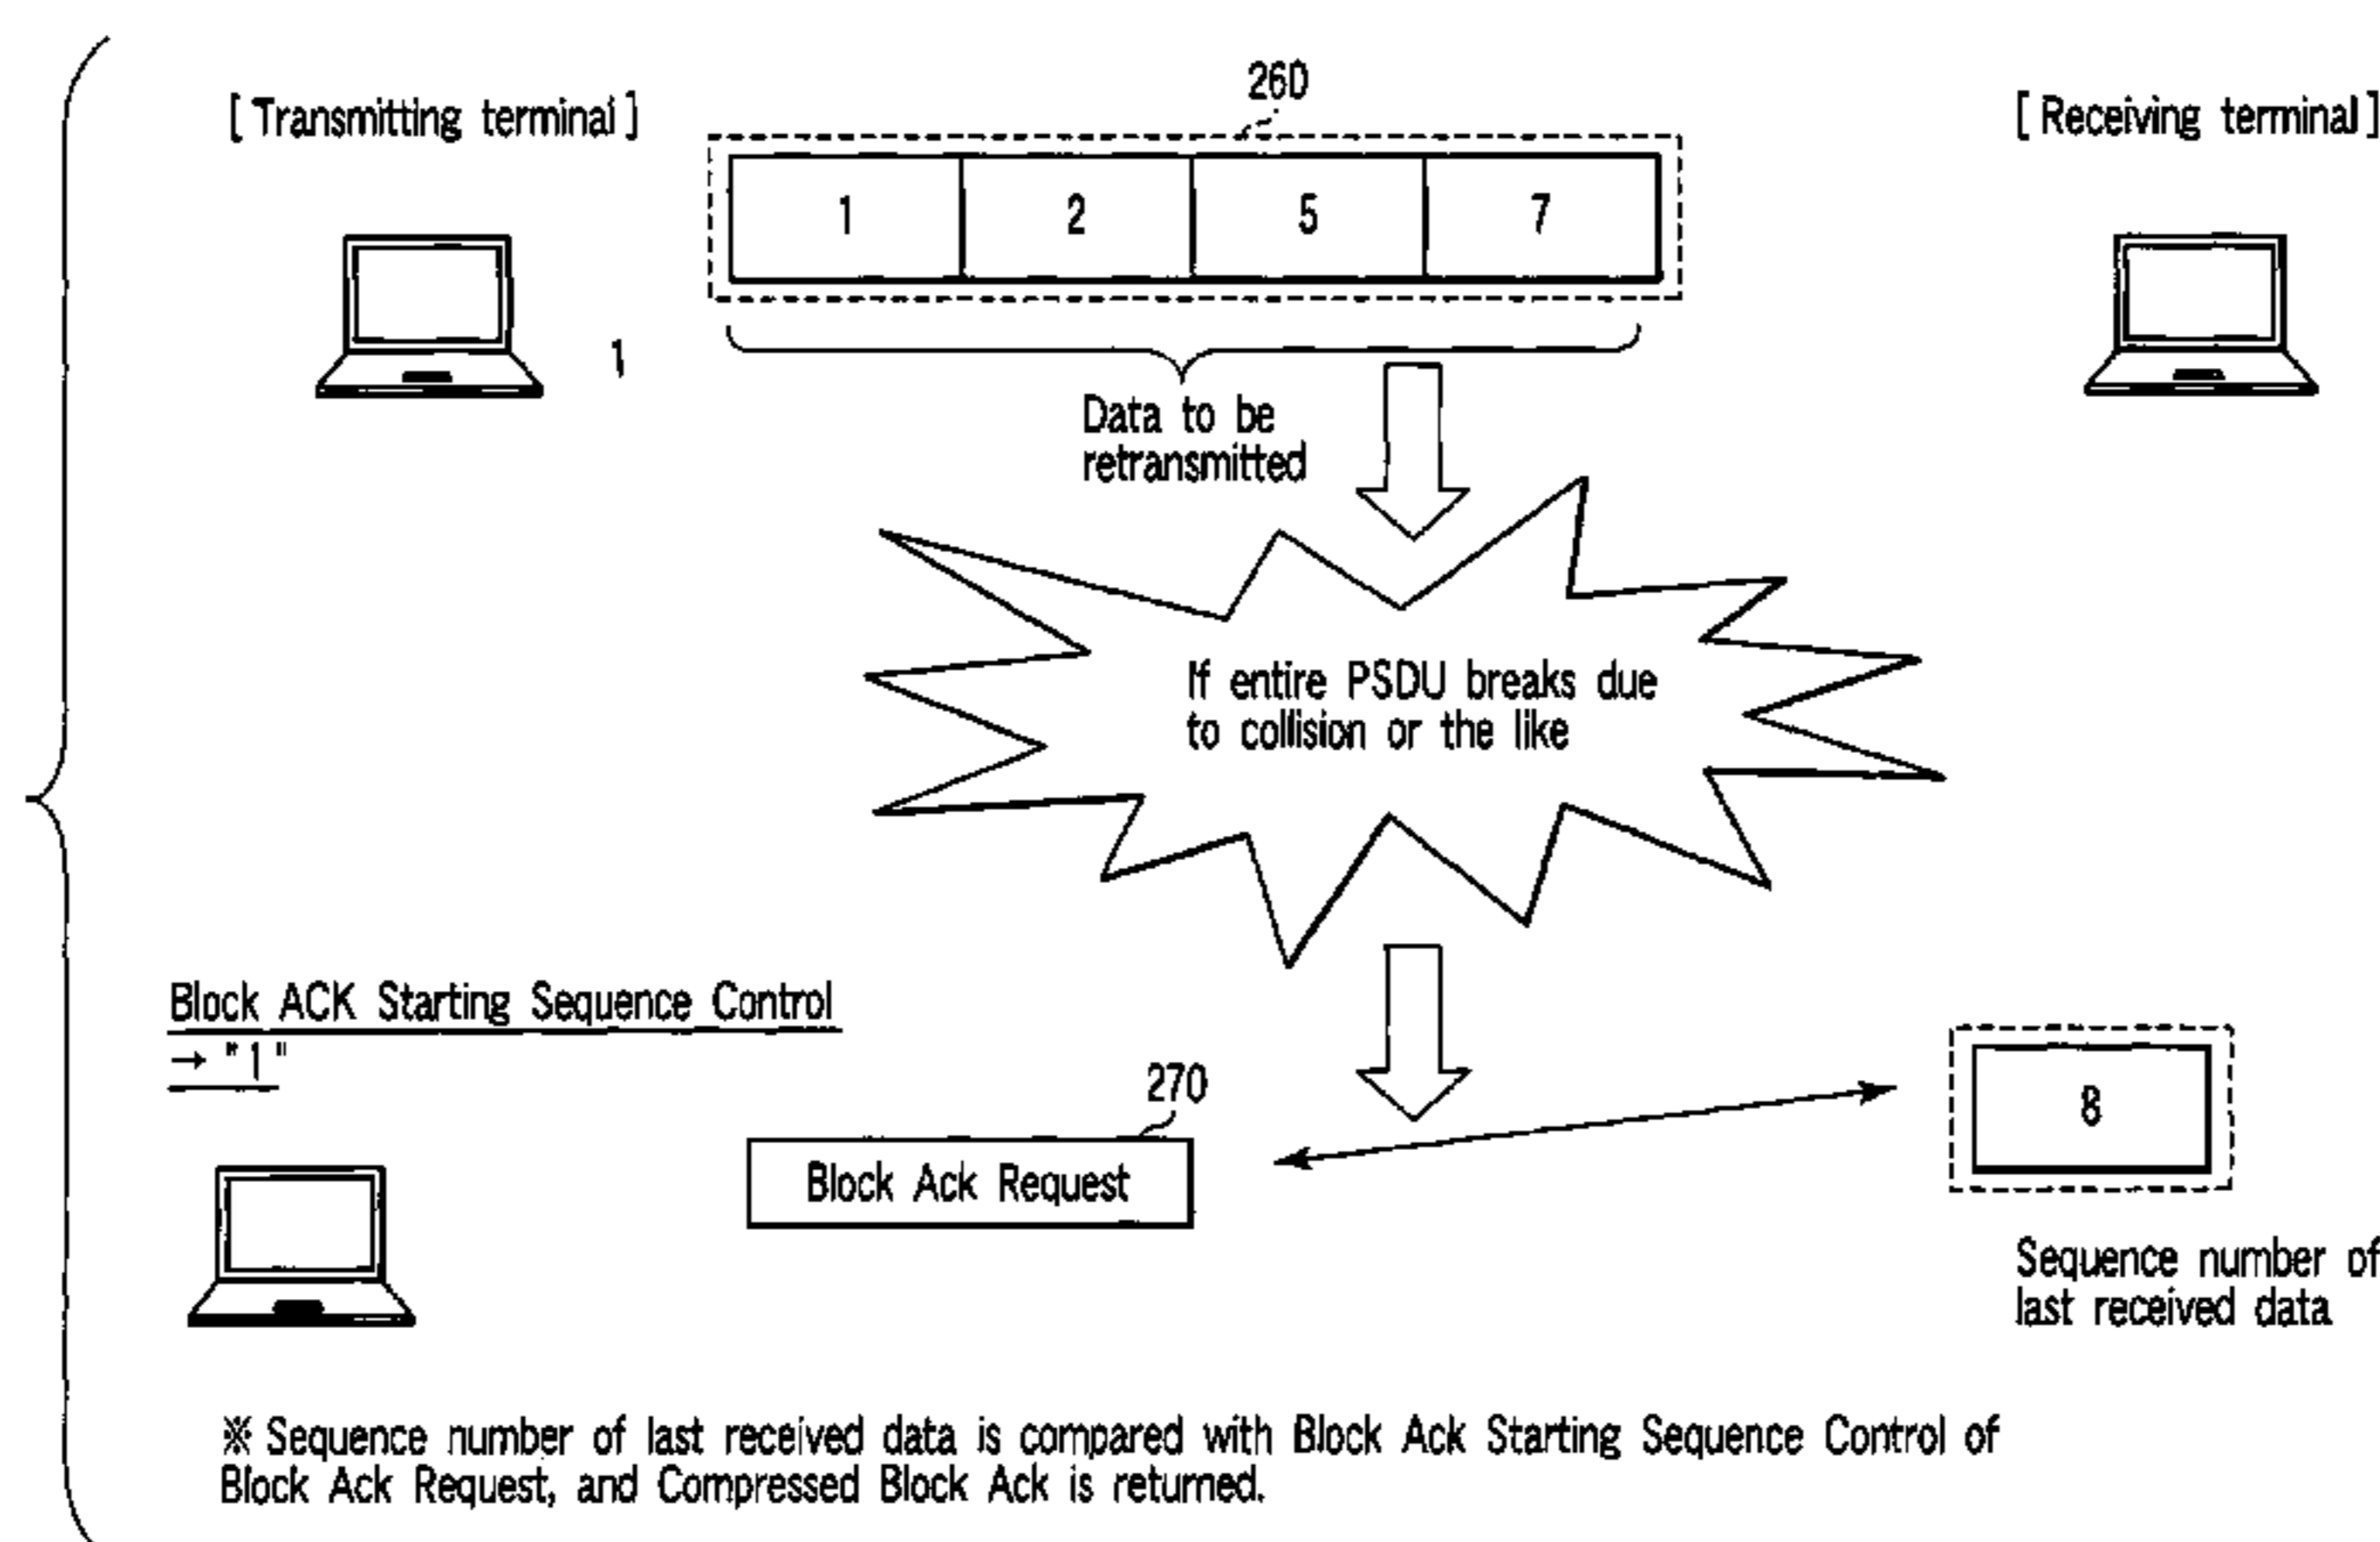 260
[ Transmitting terminal ]
[ Receiving terminal ]
1 2 5 7
1
Data to be
retransmitted
If entire PSDU breaks due
to collision or the like
Block ACK Starting Sequence Control
→ "1"
270
Block Ack Request
8
Sequence number of
last received data
※ Sequence number of last received data is compared with Block Ack Starting Sequence Control of
Block Ack Request, and Compressed Block Ack is returned.